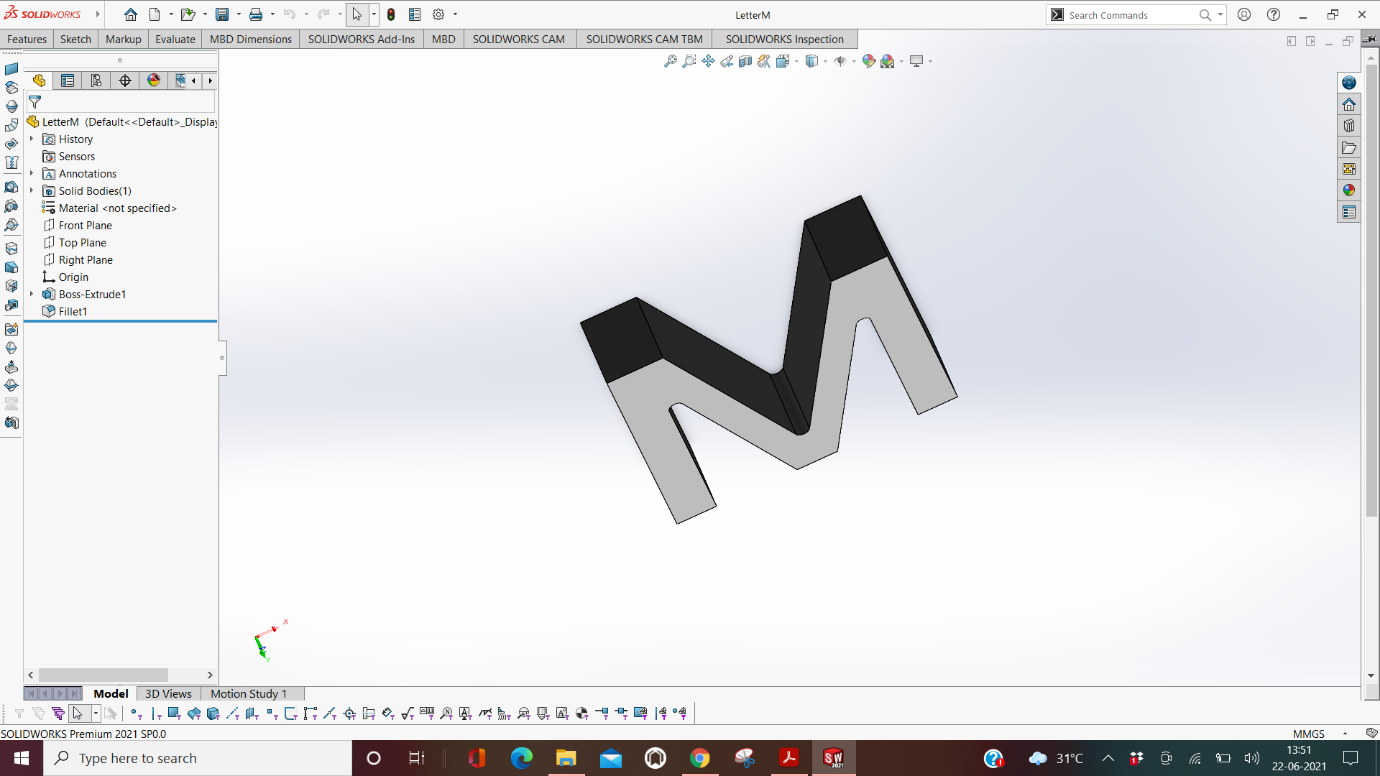 SOLIDWORKS
LetterM
Search Commands
Features Sketch Markup Evaluate MBD Dimensions SOLIDWORKS Add-Ins MBD SOLIDWORKS CAM SOLIDWORKS CAM TBM SOLIDWORKS Inspection
LetterM (Default<<Default>_Display
History
Sensors
Annotations
Solid Bodies(1)
Material <not specified>
Front Plane
Top Plane
Right Plane
Origin
Boss-Extrude1
Fillet1
X
Y
Model 3D Views Motion Study 1
SOLIDWORKS Premium 2021 SP0.0
MMGS
Type here to search
31°C
13:51
22-06-2021